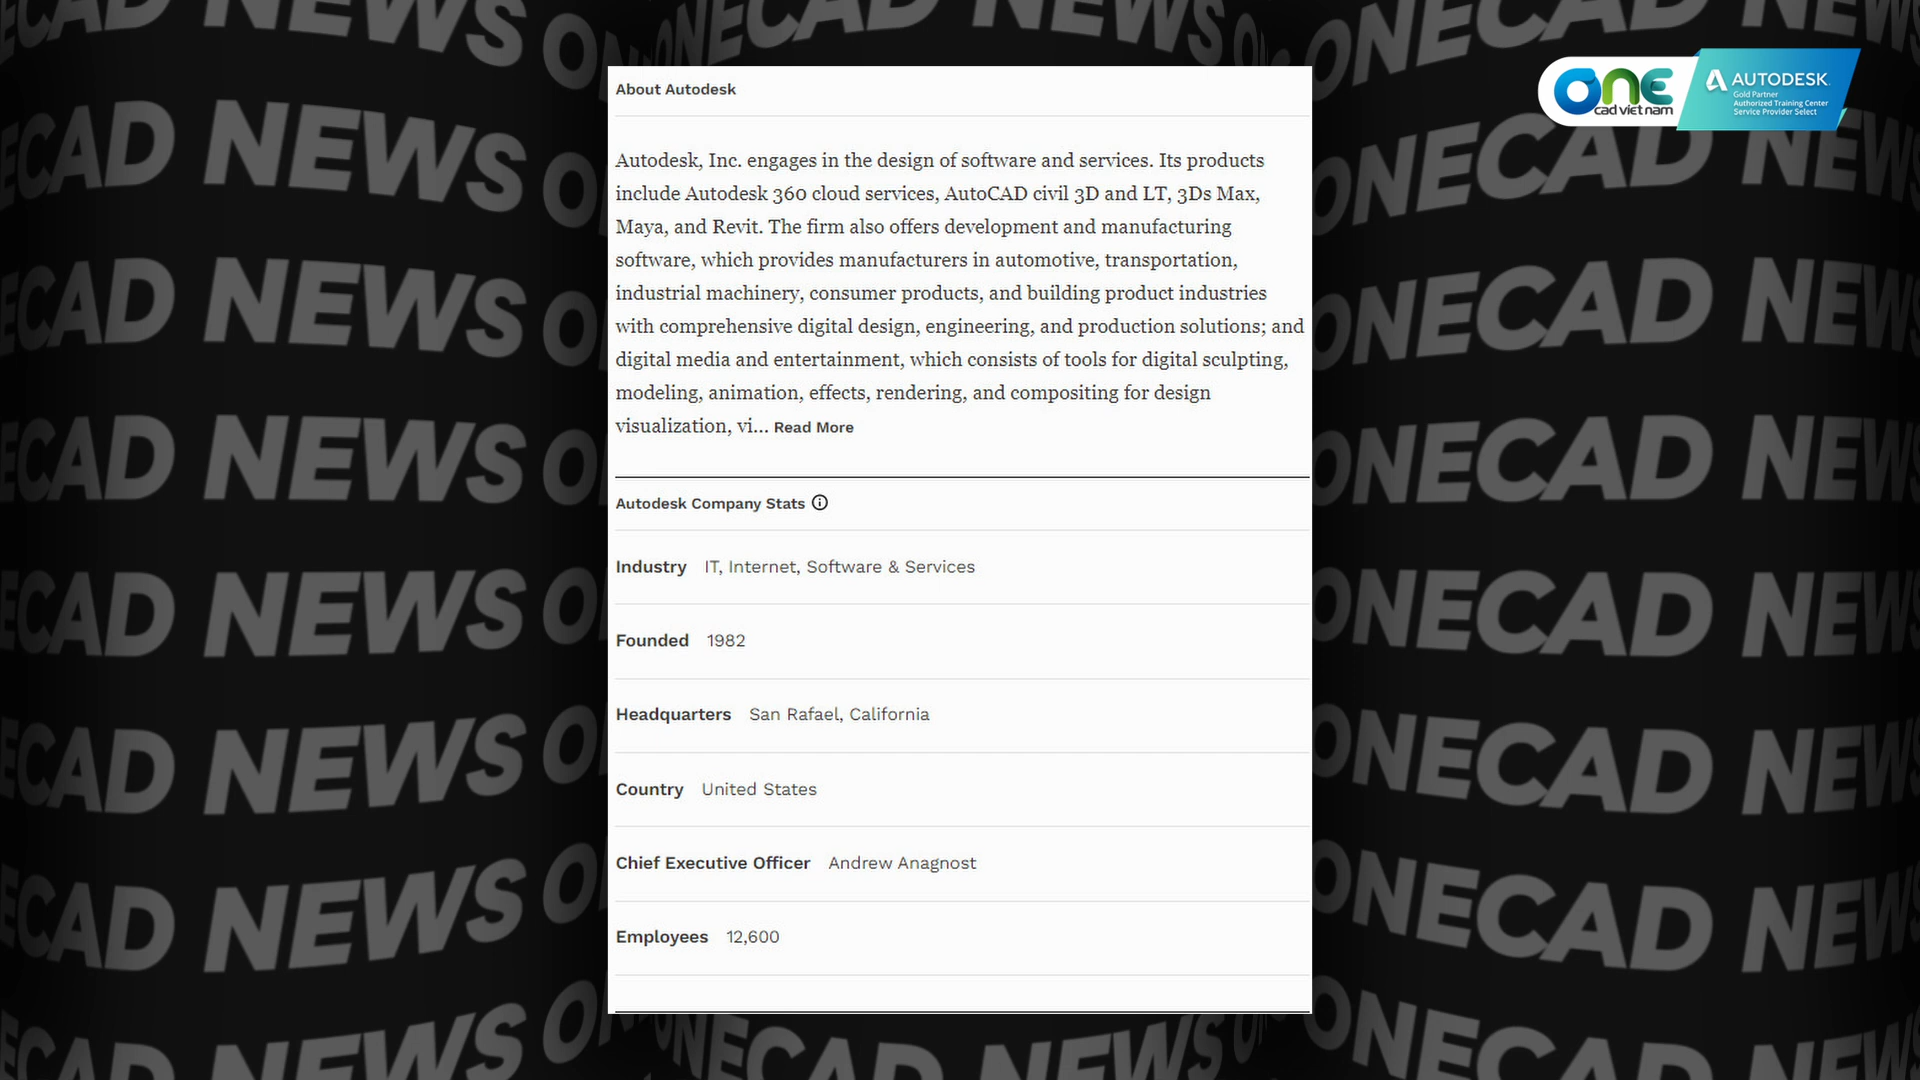 ONECAD NEWS
one
cad viet nam
AUTODESK
Gold Partner
Authorized Training Center
Service Provider Select
About Autodesk
Autodesk, Inc. engages in the design of software and services. Its products
include Autodesk 360 cloud services, AutoCAD civil 3D and LT, 3Ds Max,
Maya, and Revit. The firm also offers development and manufacturing
software, which provides manufacturers in automotive, transportation,
industrial machinery, consumer products, and building product industries
with comprehensive digital design, engineering, and production solutions; and
digital media and entertainment, which consists of tools for digital sculpting,
modeling, animation, effects, rendering, and compositing for design
visualization, vi... Read More
Autodesk Company Stats
Industry IT, Internet, Software & Services
Founded 1982
Headquarters San Rafael, California
Country United States
Chief Executive Officer Andrew Anagnost
Employees 12,600